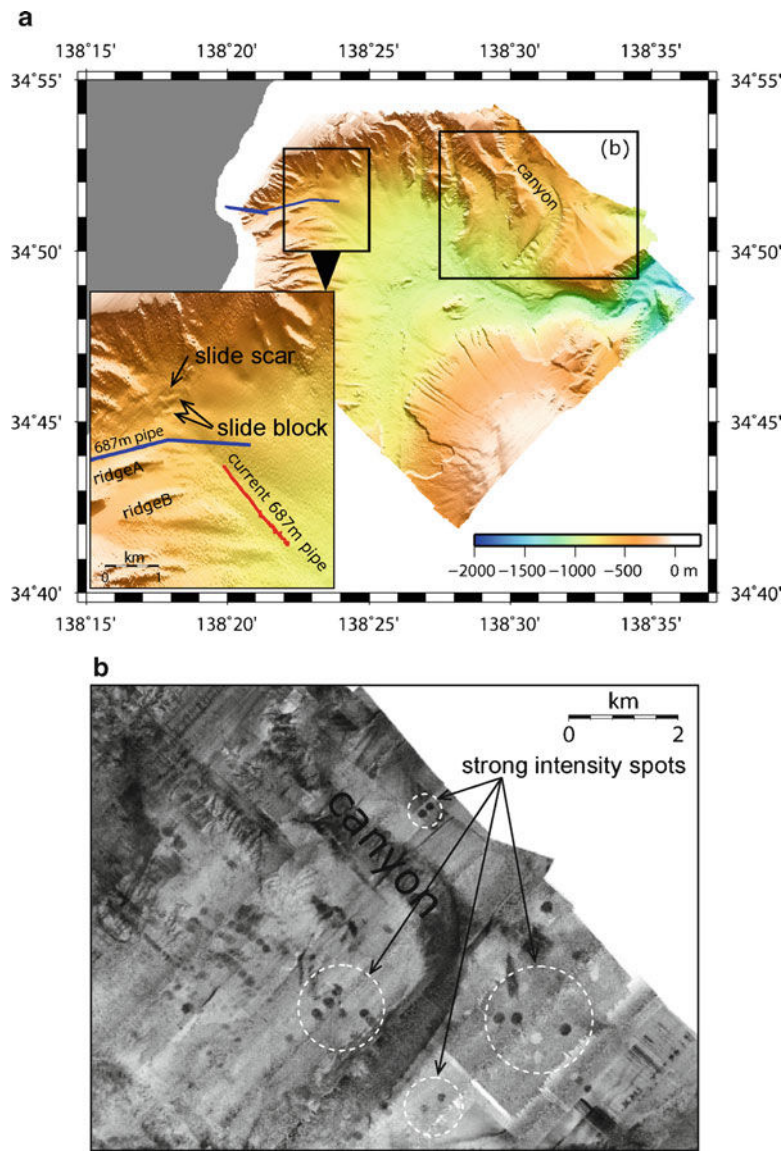 a
138°15' 138°20' 138°25' 138°30' 138°35'
34°55' 34°55'
(b)
canyon
34°50' 34°50'
slide scar
slide block
687m pipe
34°45' 34°45'
ridgeA
ridgeB
current 687m pipe
km
0 1
−2000 −1500 −1000 −500 0 m
34°40' 34°40'
138°15' 138°20' 138°25' 138°30' 138°35'
b
km
0 2
strong intensity spots
canyon